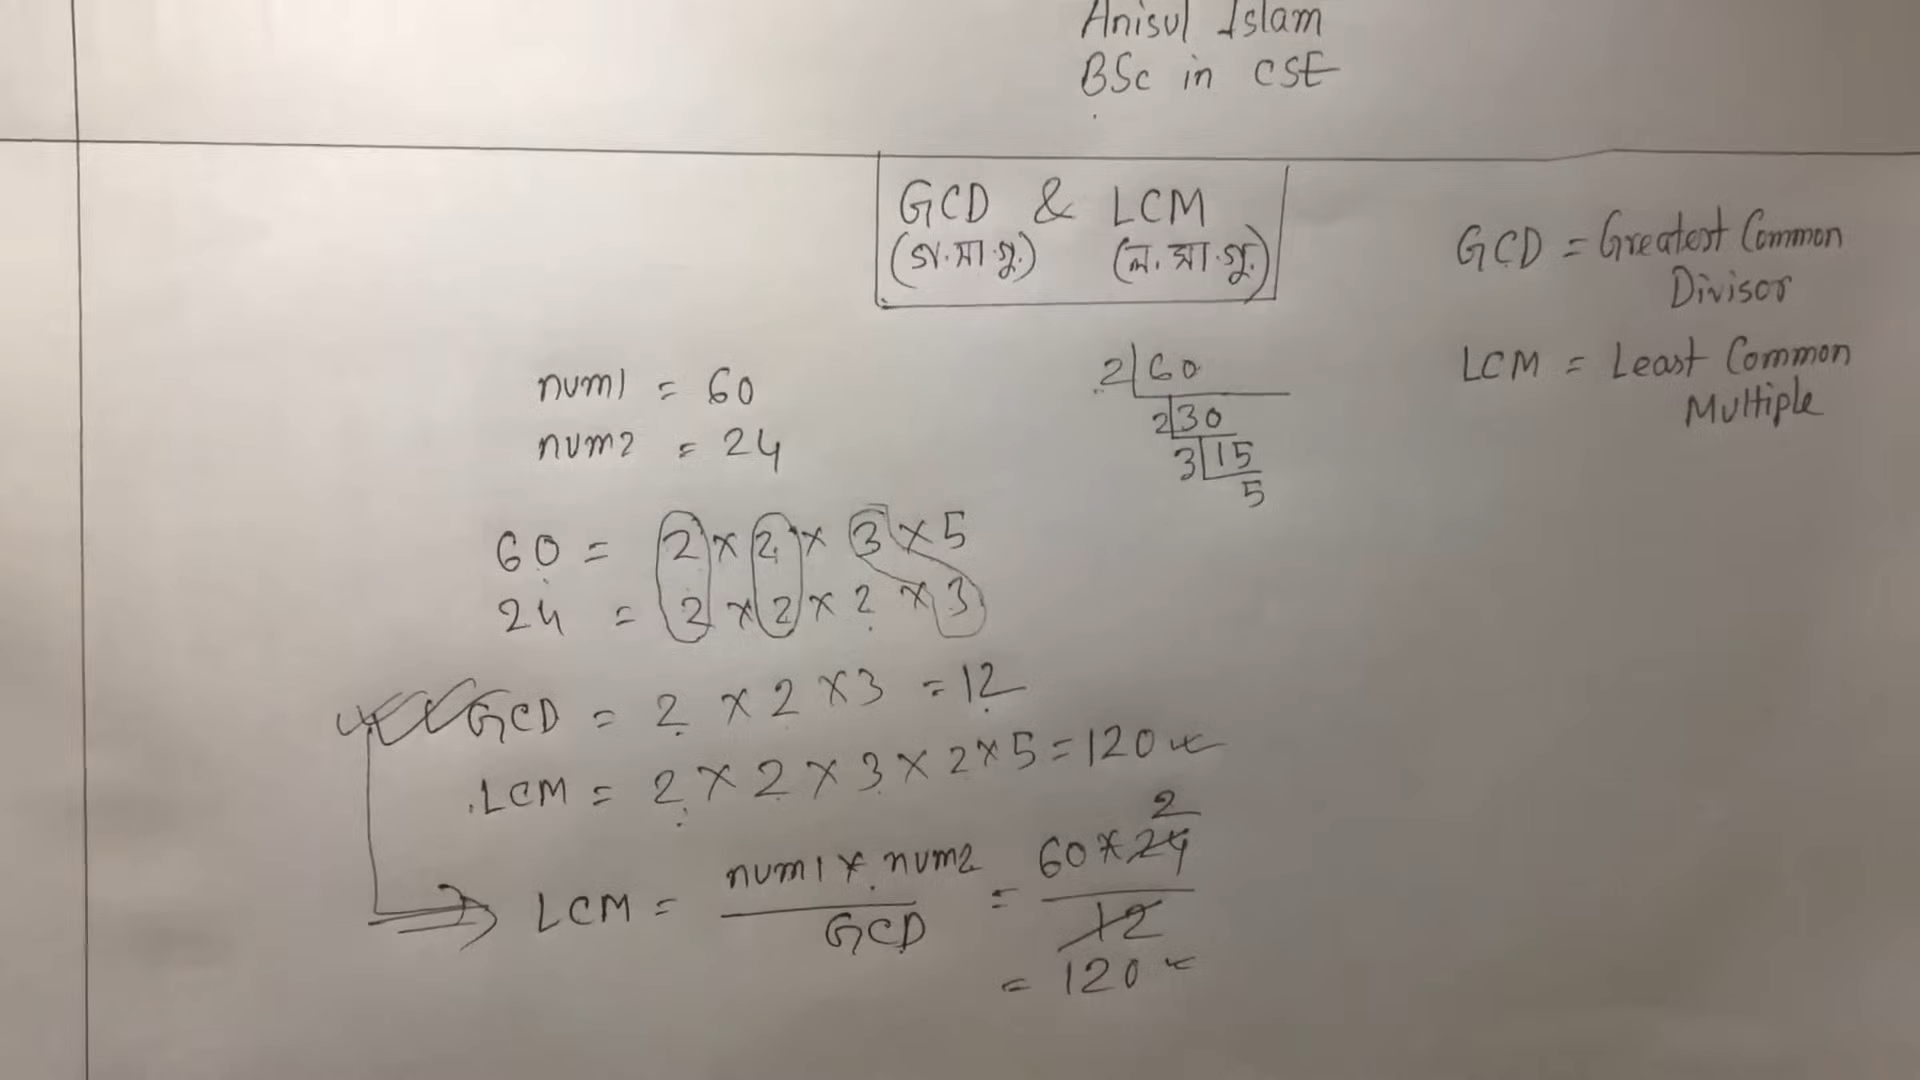 Anisul Islam
BSc in CSE
GCD & LCM
(গ.সা.গু.) (ল.সা.গু.)
GCD = Greatest Common
Divisor
LCM = Least Common
Multiple
num1 = 60
num2 = 24
2|60
2|30
3|15
5
60 = 2 × 2 × 3 × 5
24 = 2 × 2 × 2 × 3
GCD = 2 × 2 × 3 = 12
LCM = 2 × 2 × 3 × 2 × 5 = 120
2
num1 * num2 60 * 24
LCM = =
GCD 12
= 120